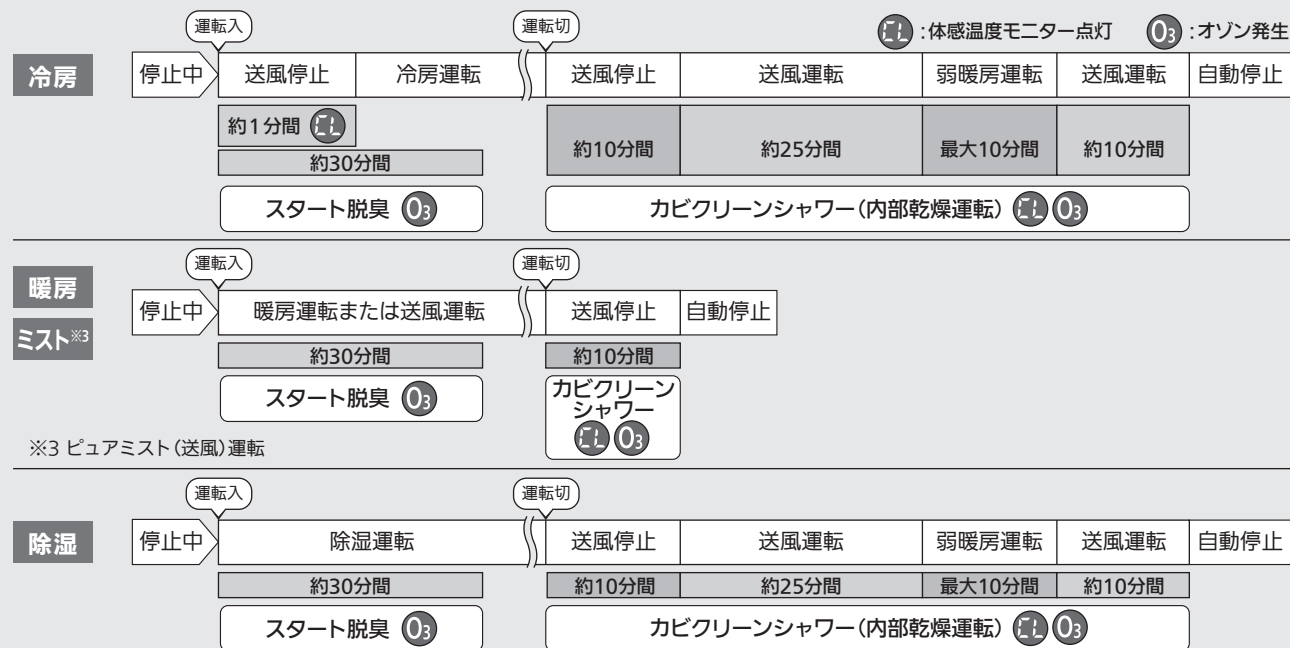 運転入 運転切 CL:体感温度モニター点灯 O3:オゾン発生
冷房 停止中 送風停止 冷房運転 送風停止 送風運転 弱暖房運転 送風運転 自動停止
約1分間 CL
約30分間 約10分間 約25分間 最大10分間 約10分間
スタート脱臭 O3 カビクリーンシャワー(内部乾燥運転) CL O3
運転入 運転切
暖房
ミスト※3
停止中 暖房運転または送風運転 送風停止 自動停止
約30分間 約10分間
スタート脱臭 O3
カビクリーン
シャワー
CL O3
※3 ピュアミスト(送風)運転
運転入 運転切
除湿 停止中 除湿運転 送風停止 送風運転 弱暖房運転 送風運転 自動停止
約30分間 約10分間 約25分間 最大10分間 約10分間
スタート脱臭 O3 カビクリーンシャワー(内部乾燥運転) CL O3